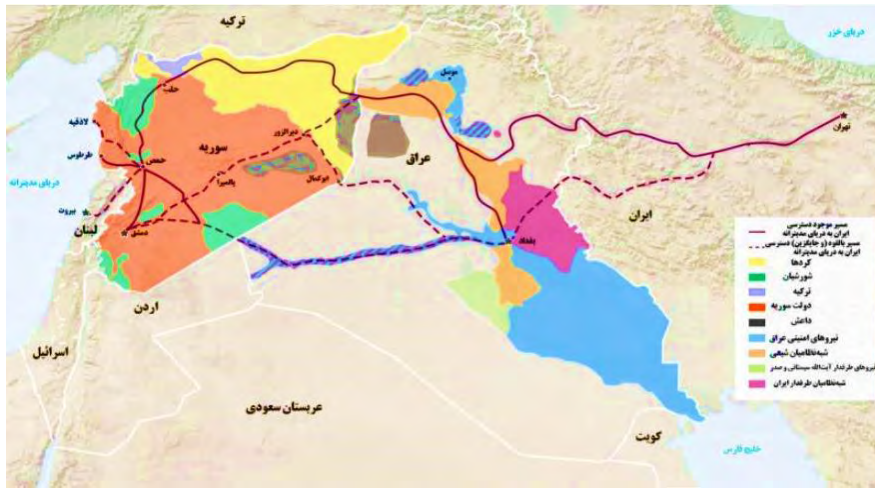 ترکیه
دریای خزر
موصل
حلب
تهران
لاذقیه
دیرالزور
سوریه
طرطوس
حمص
عراق
پالمیرا
بوکمال
دریای مدیترانه
بیروت
ایران
لبنان
دمشق
بغداد
اردن
اسرائیل
عربستان سعودی
کویت
خلیج فارس
مسیر موجود دسترسی
ایران به دریای مدیترانه
مسیر بالقوه (و جایگزین) دسترسی
ایران به دریای مدیترانه
کردها
شورشیان
ترکیه
دولت سوریه
داعش
نیروهای امنیتی عراق
شبه‌نظامیان شیعی
نیروهای طرفدار آیت‌الله سیستانی و صدر
شبه‌نظامیان طرفدار ایران